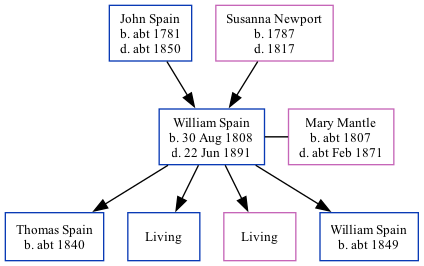 John Spain
b. abt 1781
d. abt 1850
Susanna Newport
b. 1787
d. 1817
William Spain
b. 30 Aug 1808
d. 22 Jun 1891
Mary Mantle
b. abt 1807
d. abt Feb 1871
Thomas Spain
b. abt 1840
Living
Living
William Spain
b. abt 1849